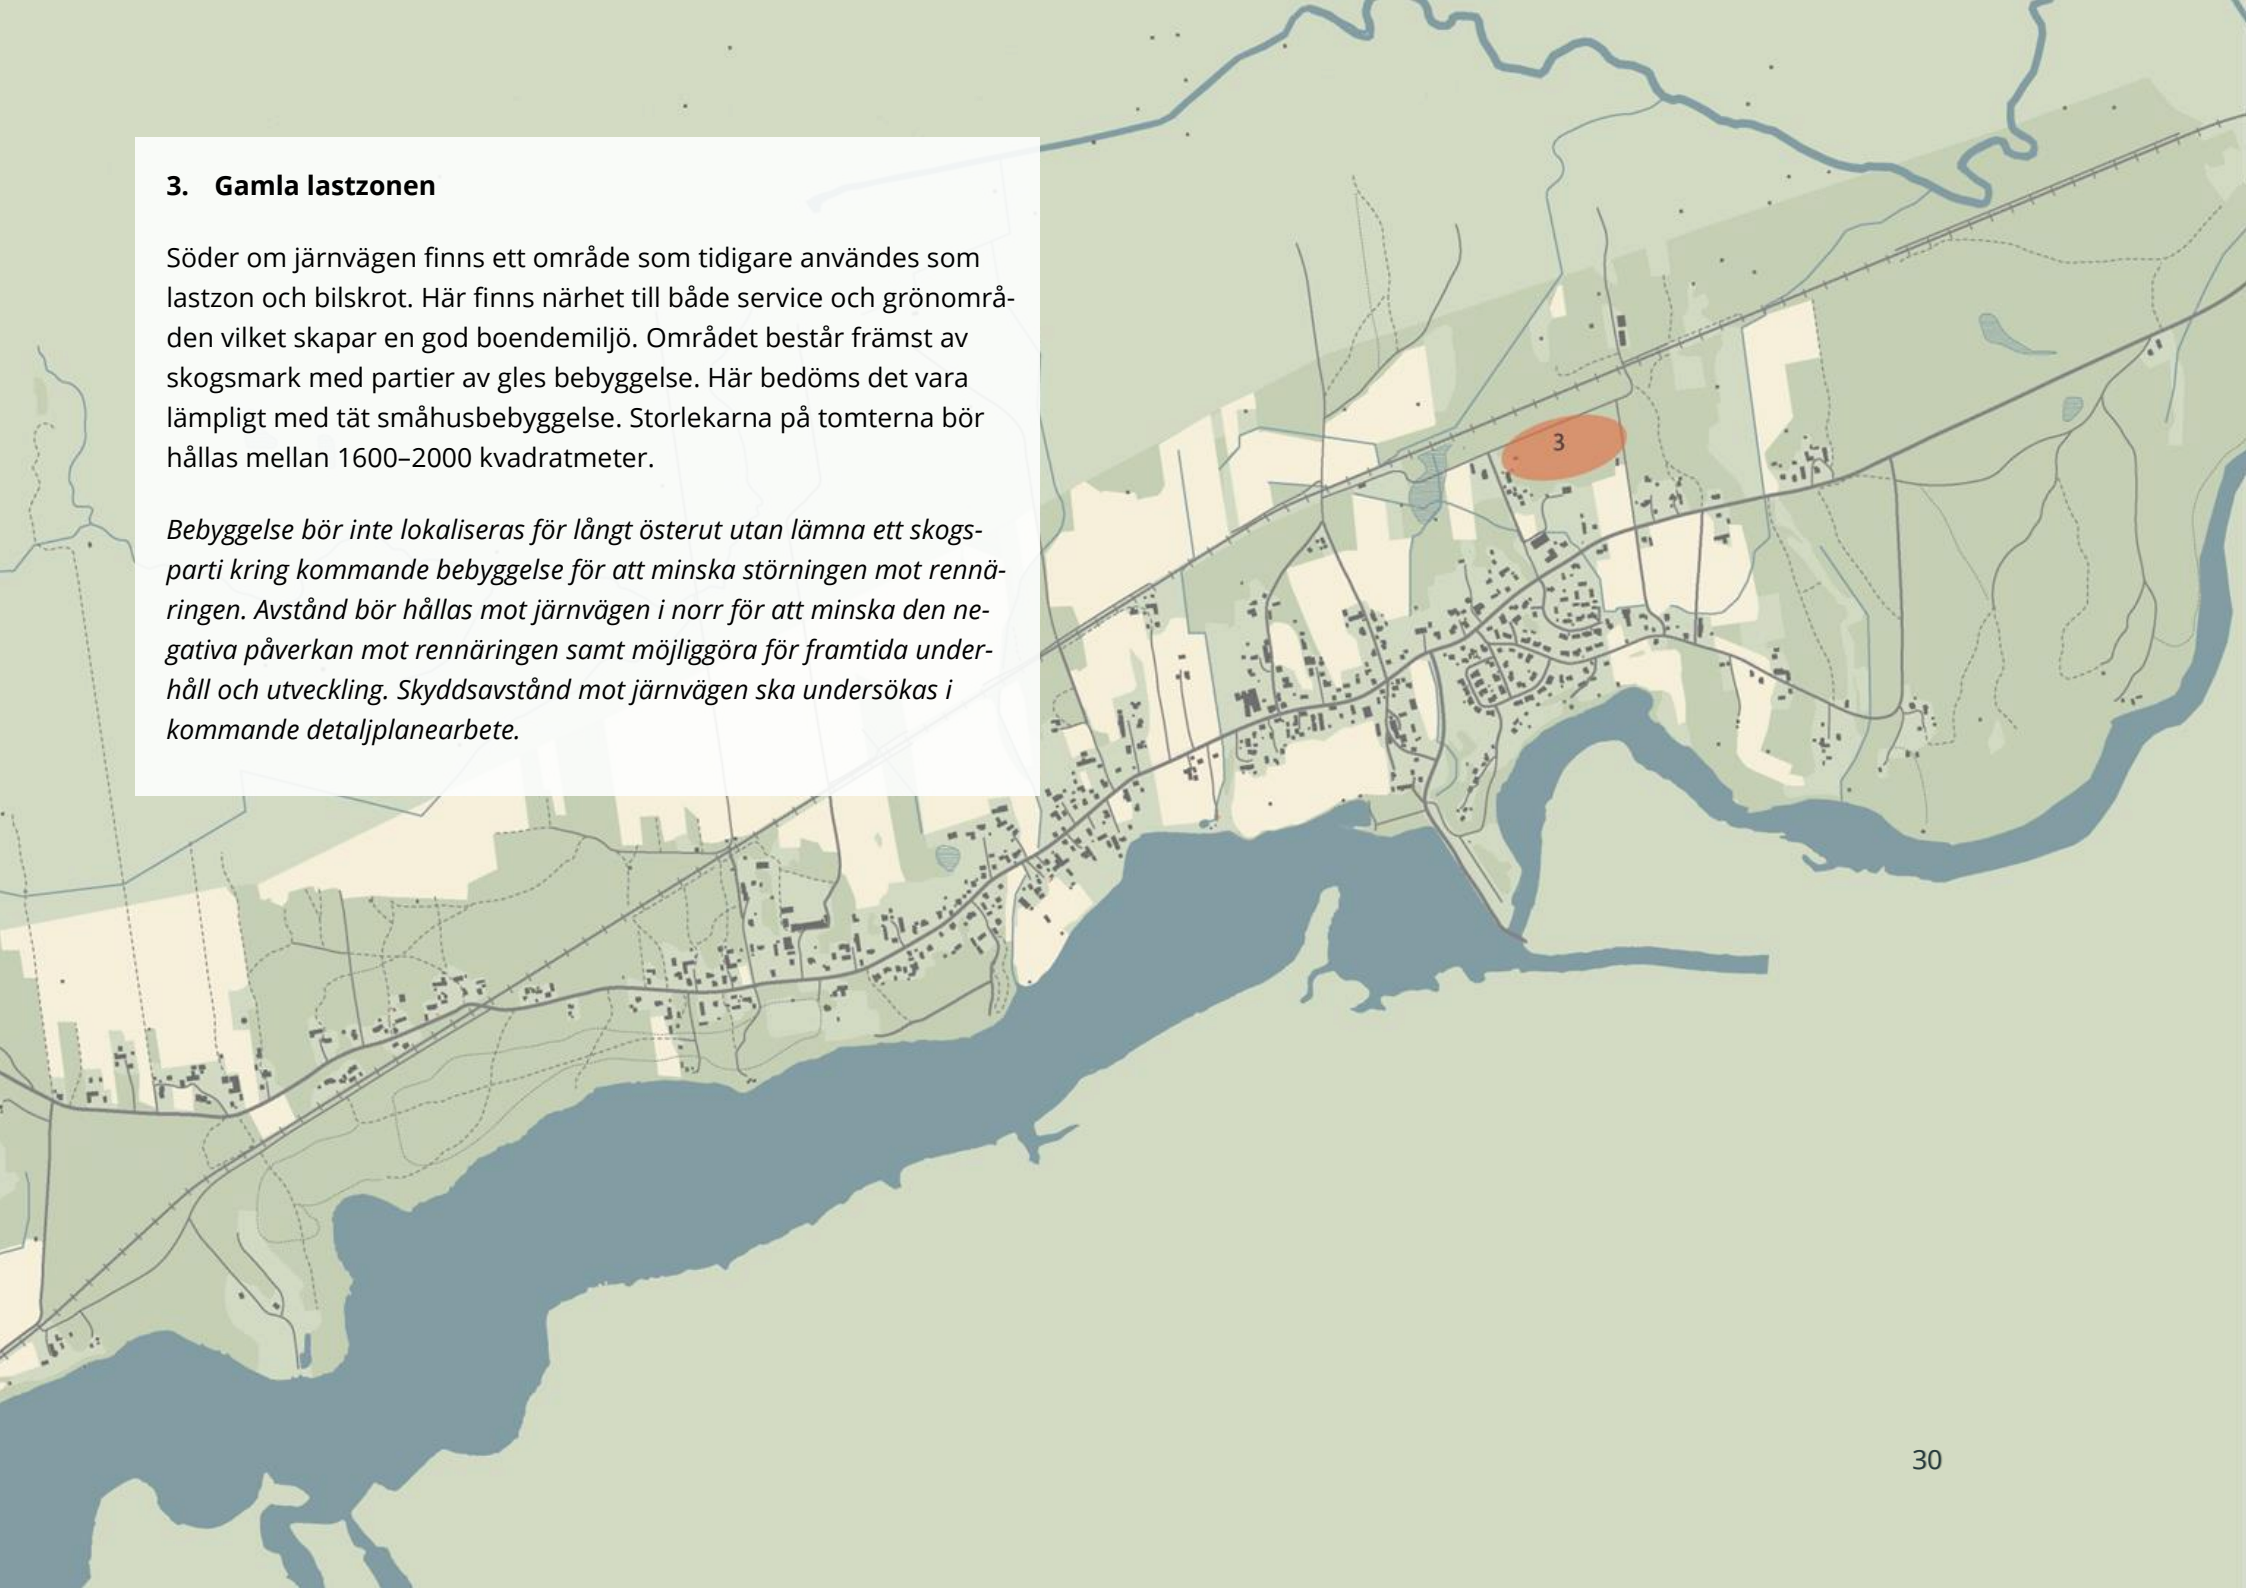 3. Gamla lastzonen
Söder om järnvägen finns ett område som tidigare användes som
lastzon och bilskrot. Här finns närhet till både service och grönområ-
den vilket skapar en god boendemiljö. Området består främst av
skogsmark med partier av gles bebyggelse. Här bedöms det vara
lämpligt med tät småhusbebyggelse. Storlekarna på tomterna bör
hållas mellan 1600–2000 kvadratmeter.
Bebyggelse bör inte lokaliseras för långt österut utan lämna ett skogs-
parti kring kommande bebyggelse för att minska störningen mot rennä-
ringen. Avstånd bör hållas mot järnvägen i norr för att minska den ne-
gativa påverkan mot rennäringen samt möjliggöra för framtida under-
håll och utveckling. Skyddsavstånd mot järnvägen ska undersökas i
kommande detaljplanearbete.
3
30